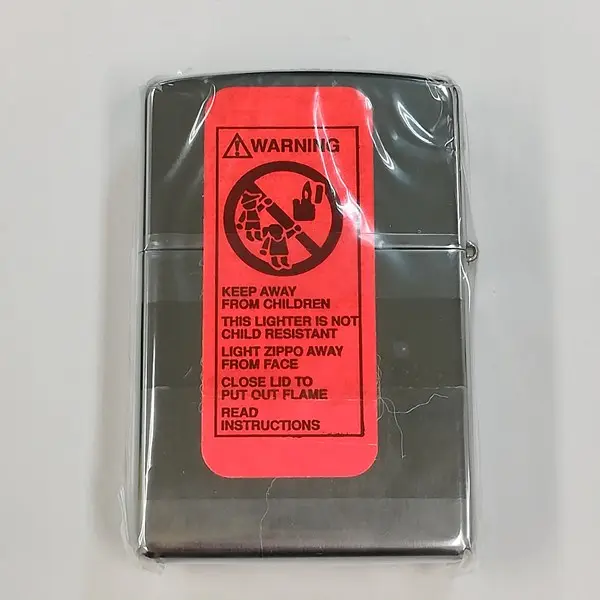 WARNING
KEEP AWAY
FROM CHILDREN
THIS LIGHTER IS NOT
CHILD RESISTANT
LIGHT ZIPPO AWAY
FROM FACE
CLOSE LID TO
PUT OUT FLAME
READ
INSTRUCTIONS